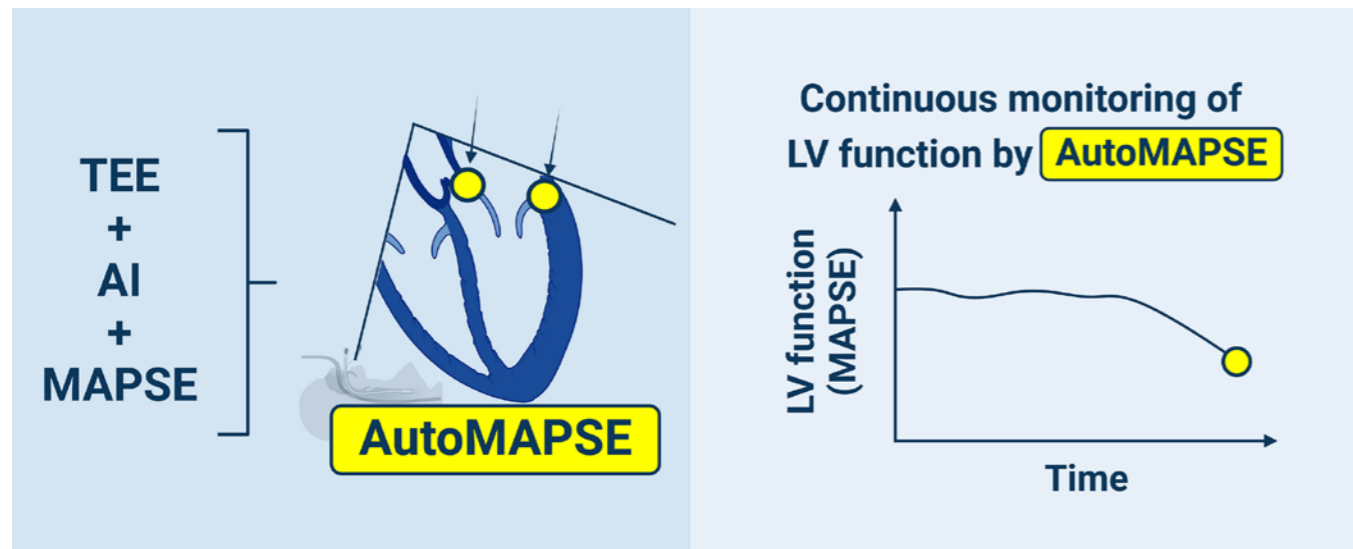 TEE
+
AI
+
MAPSE
AutoMAPSE
Continuous monitoring of
LV function by AutoMAPSE
LV function
(MAPSE)
Time